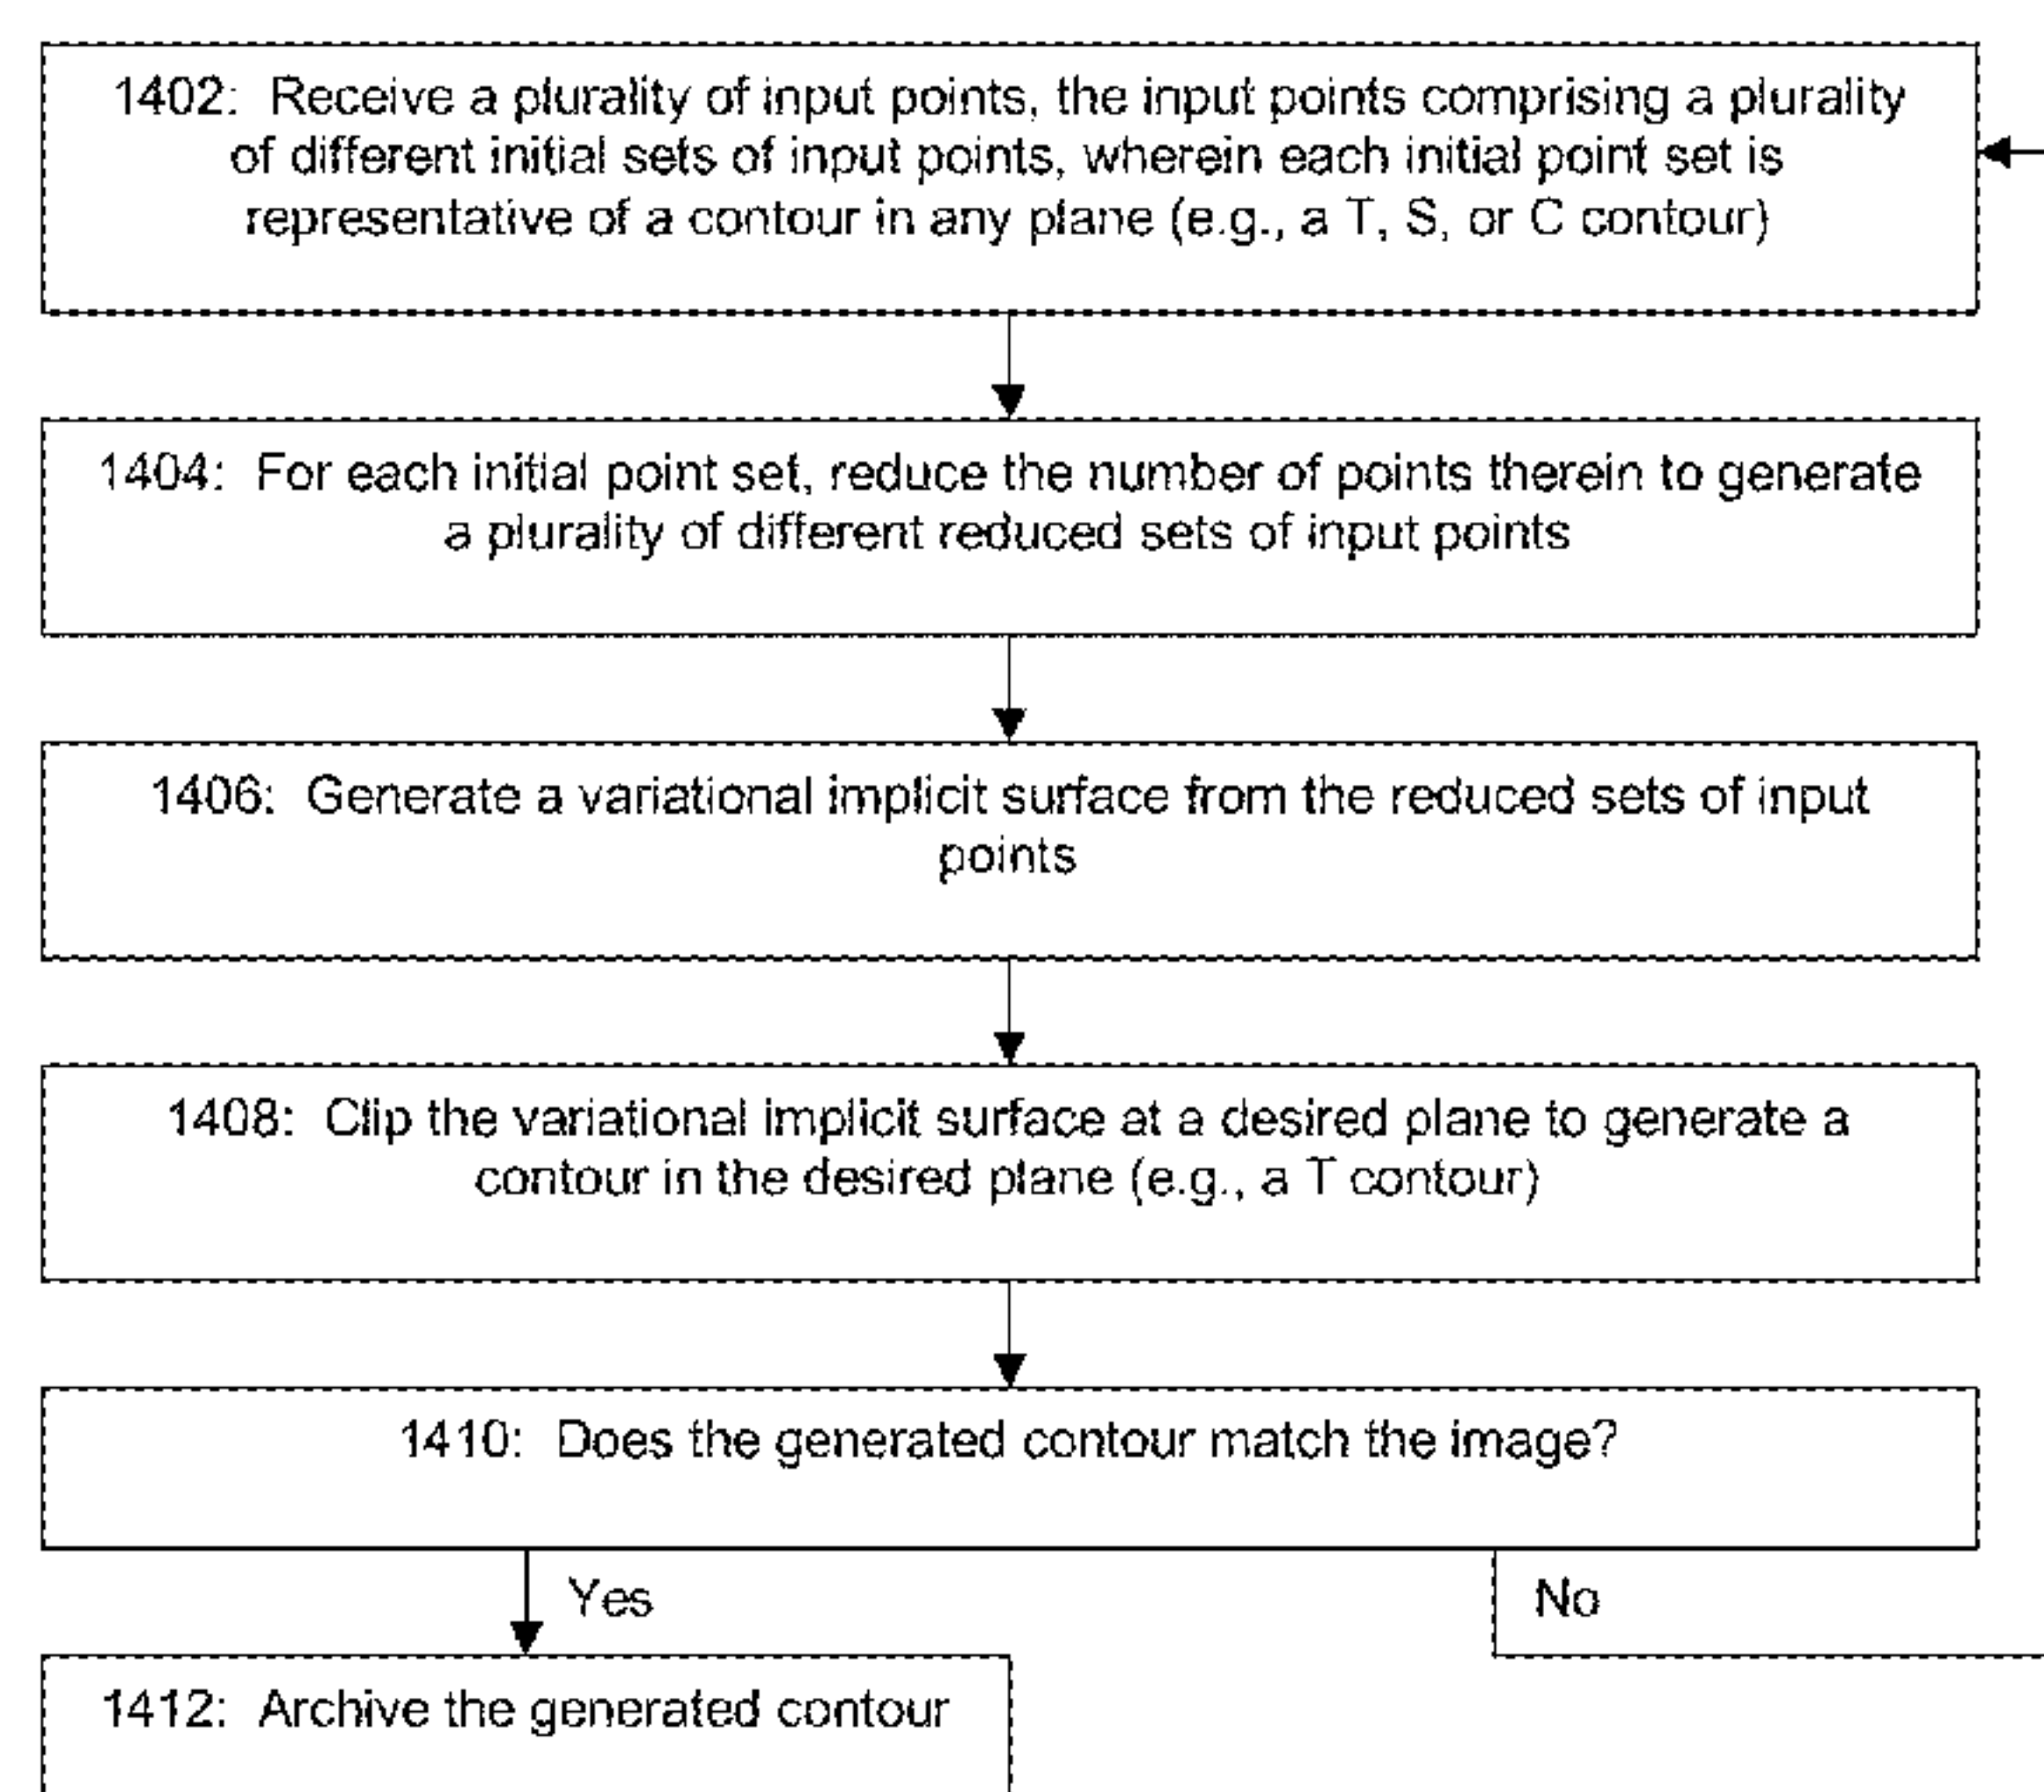 1402: Receive a plurality of input points, the input points comprising a plurality
of different initial sets of input points, wherein each initial point set is
representative of a contour in any plane (e.g., a T, S, or C contour)
1404: For each initial point set, reduce the number of points therein to generate
a plurality of different reduced sets of input points
1406: Generate a variational implicit surface from the reduced sets of input
points
1408: Clip the variational implicit surface at a desired plane to generate a
contour in the desired plane (e.g., a T contour)
1410: Does the generated contour match the image?
Yes
No
1412: Archive the generated contour